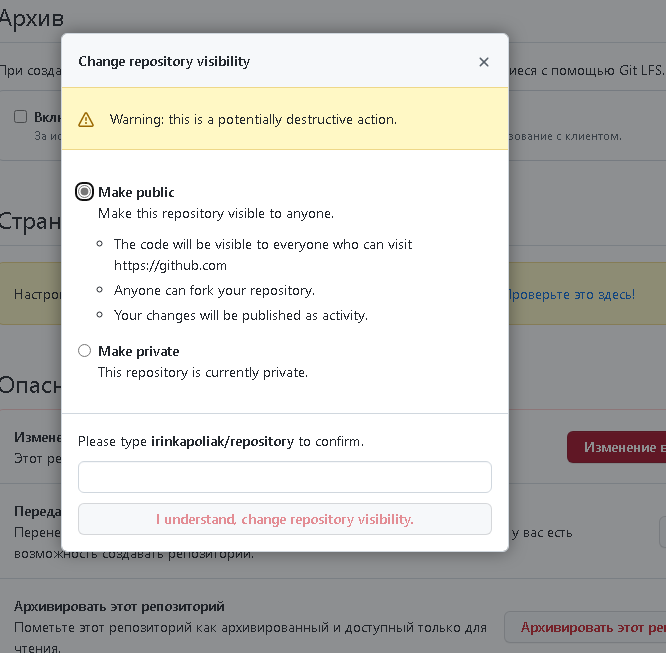 Архив
Change repository visibility
При созда
иеся с помощью Git LFS.
Warning: this is a potentially destructive action.
Вклю
За ис
зование с клиентом.
Make public
Make this repository visible to anyone.
Стран
The code will be visible to everyone who can visit
https://github.com
Anyone can fork your repository.
Настрой
Проверьте это здесь!
Your changes will be published as activity.
Make private
This repository is currently private.
Опасн
Please type irinkapoliak/repository to confirm.
Измене
Этот ре
Изменение в
I understand, change repository visibility.
Переда
Перене
у вас есть
возможность создавать репозитории.
Архивировать этот репозиторий
Пометьте этот репозиторий как архивированный и доступный только для
чтения.
Архивировать этот реп